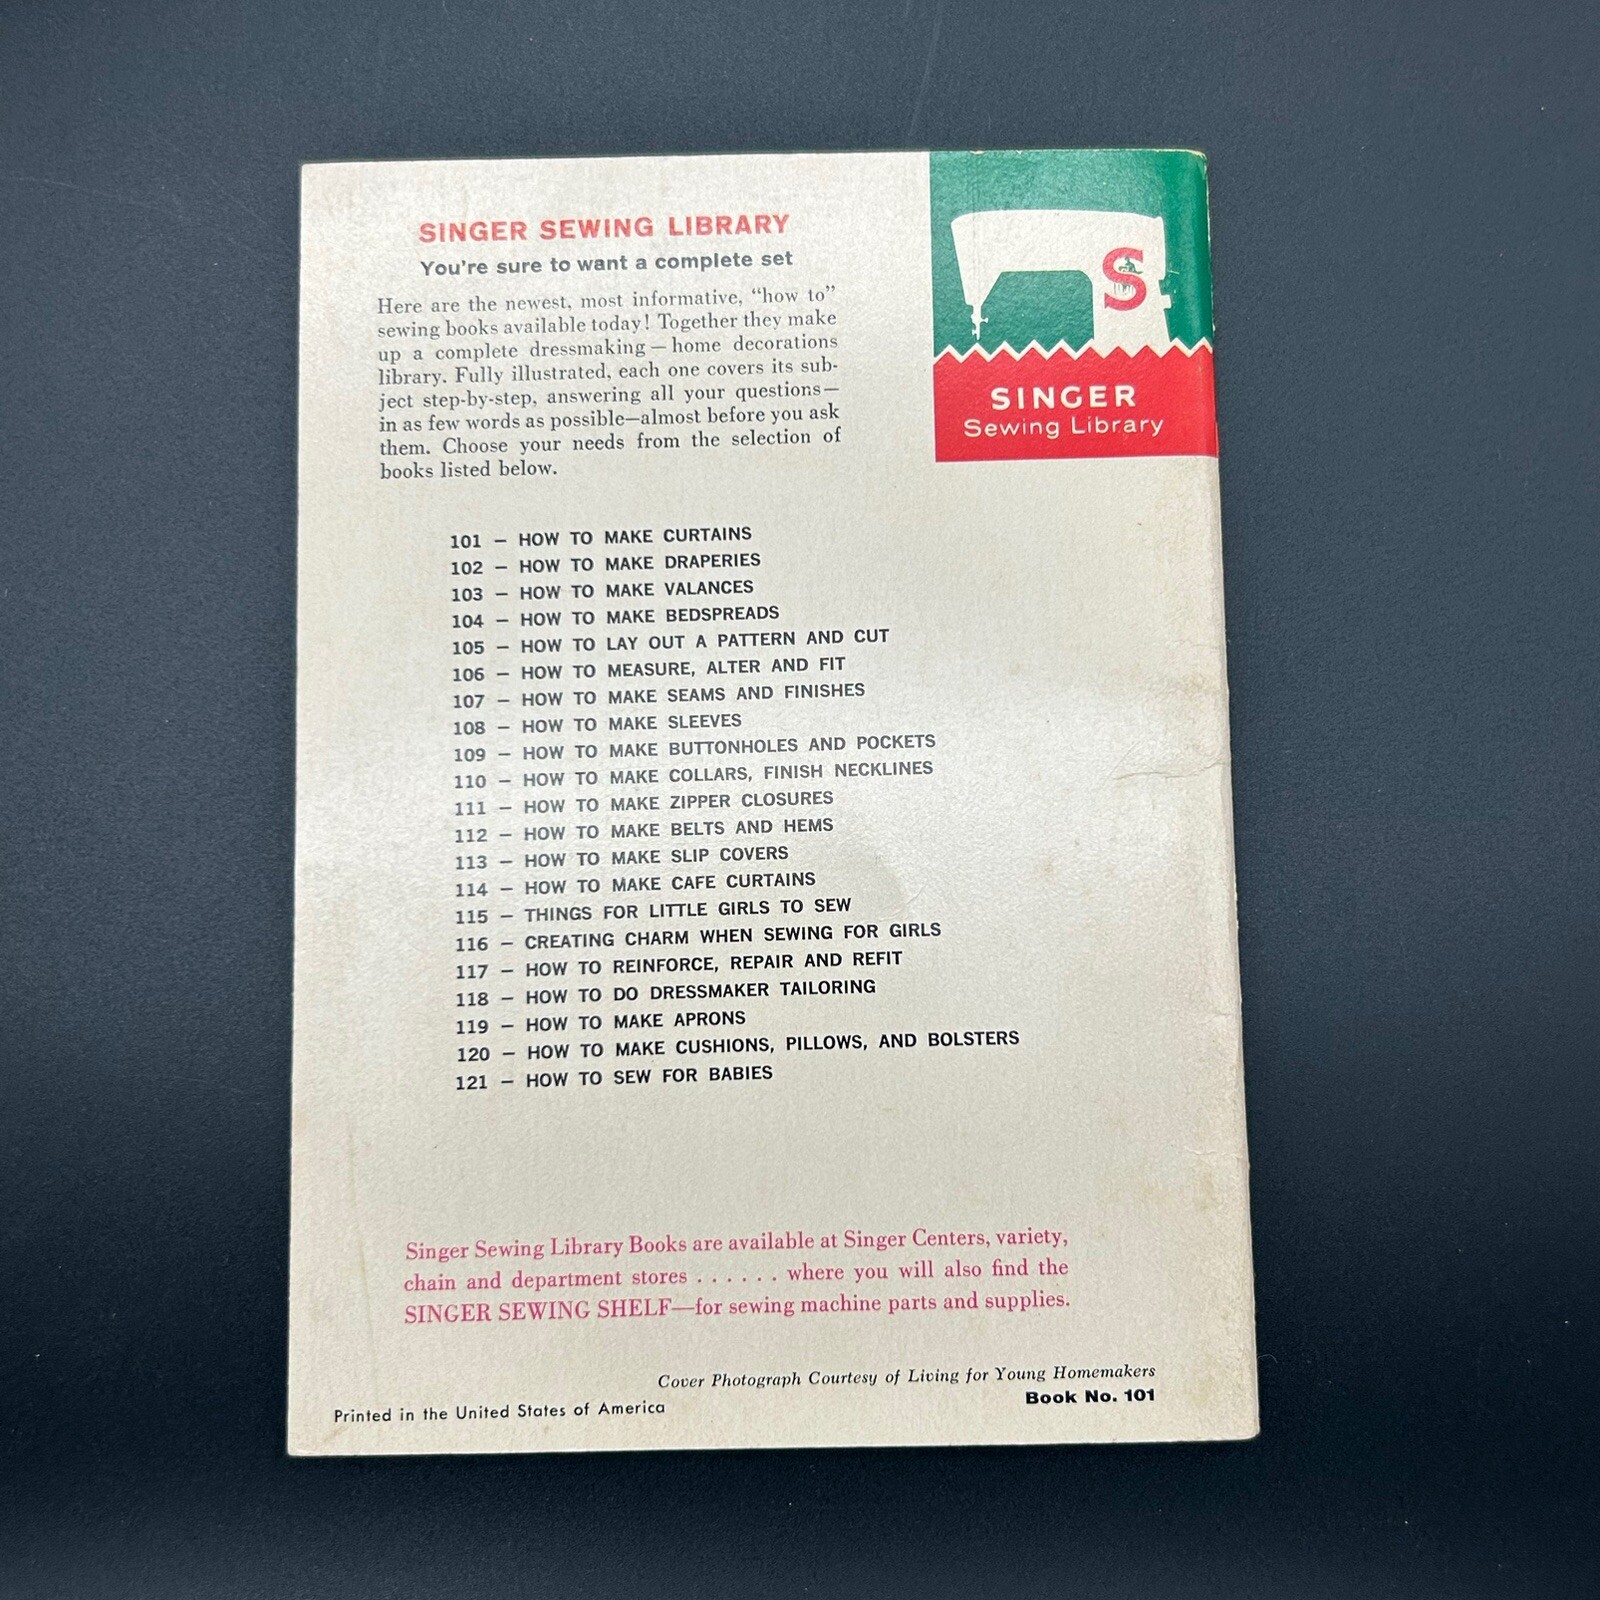 SINGER SEWING LIBRARY
You're sure to want a complete set
Here are the newest, most informative, "how to"
sewing books available today! Together they make
up a complete dressmaking — home decorations
library. Fully illustrated, each one covers its sub-
ject step-by-step, answering all your questions—
in as few words as possible—almost before you ask
them. Choose your needs from the selection of
books listed below.
S
SINGER
Sewing Library
101 – HOW TO MAKE CURTAINS
102 – HOW TO MAKE DRAPERIES
103 – HOW TO MAKE VALANCES
104 – HOW TO MAKE BEDSPREADS
105 – HOW TO LAY OUT A PATTERN AND CUT
106 – HOW TO MEASURE, ALTER AND FIT
107 – HOW TO MAKE SEAMS AND FINISHES
108 – HOW TO MAKE SLEEVES
109 – HOW TO MAKE BUTTONHOLES AND POCKETS
110 – HOW TO MAKE COLLARS, FINISH NECKLINES
111 – HOW TO MAKE ZIPPER CLOSURES
112 – HOW TO MAKE BELTS AND HEMS
113 – HOW TO MAKE SLIP COVERS
114 – HOW TO MAKE CAFE CURTAINS
115 – THINGS FOR LITTLE GIRLS TO SEW
116 – CREATING CHARM WHEN SEWING FOR GIRLS
117 – HOW TO REINFORCE, REPAIR AND REFIT
118 – HOW TO DO DRESSMAKER TAILORING
119 – HOW TO MAKE APRONS
120 – HOW TO MAKE CUSHIONS, PILLOWS, AND BOLSTERS
121 – HOW TO SEW FOR BABIES
Singer Sewing Library Books are available at Singer Centers, variety,
chain and department stores . . . . . . where you will also find the
SINGER SEWING SHELF—for sewing machine parts and supplies.
Cover Photograph Courtesy of Living for Young Homemakers
Book No. 101
Printed in the United States of America